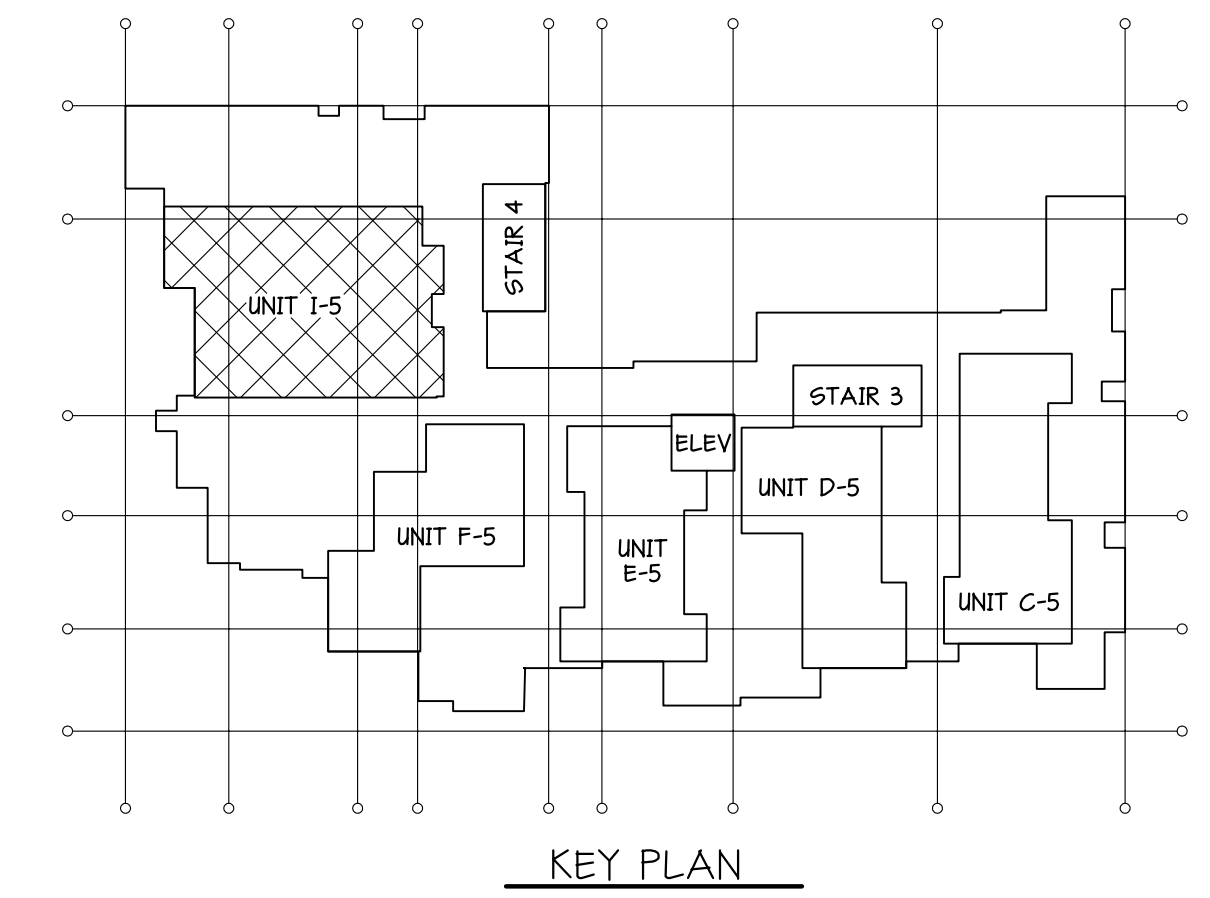 STAIR 4
UNIT I-5
STAIR 3
ELEV
UNIT D-5
UNIT F-5
UNIT
E-5
UNIT C-5
KEY PLAN